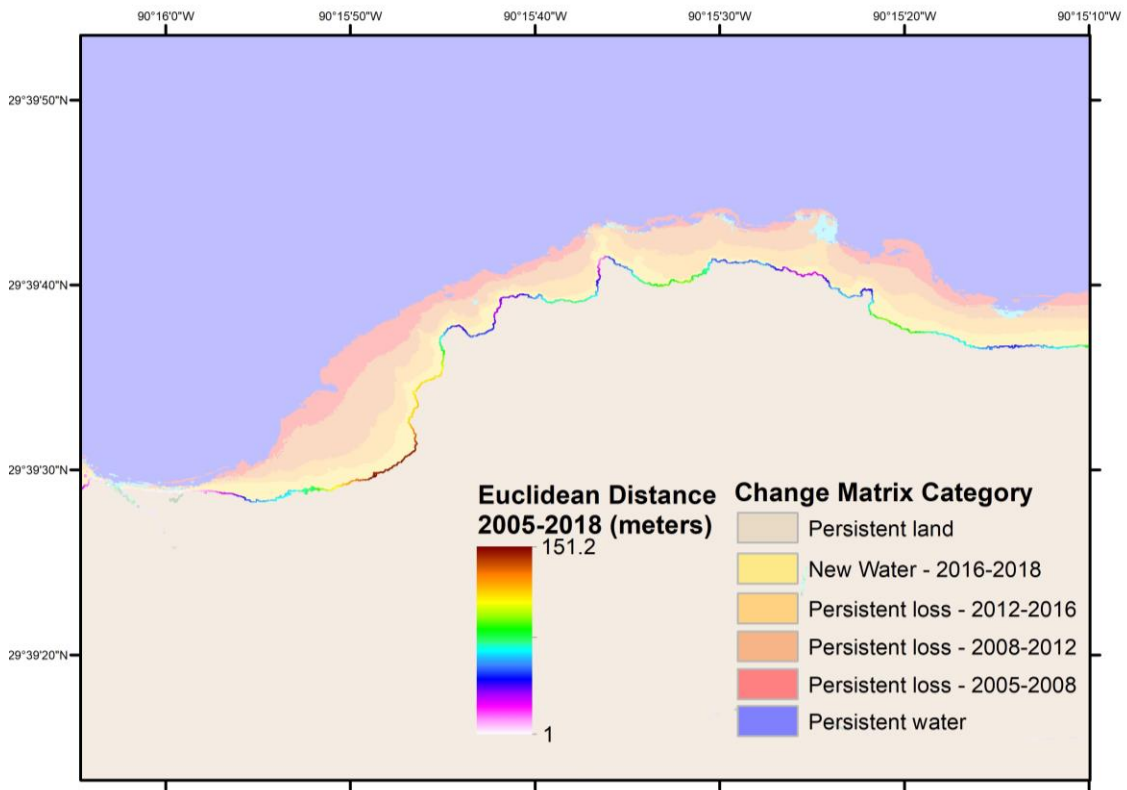 90°16'0"W
90°15'50"W
90°15'40"W
90°15'30"W
90°15'20"W
90°15'10"W
29°39'50"N
29°39'40"N
29°39'30"N
29°39'20"N
Euclidean Distance
2005-2018 (meters)
151.2
1
Change Matrix Category
Persistent land
New Water - 2016-2018
Persistent loss - 2012-2016
Persistent loss - 2008-2012
Persistent loss - 2005-2008
Persistent water